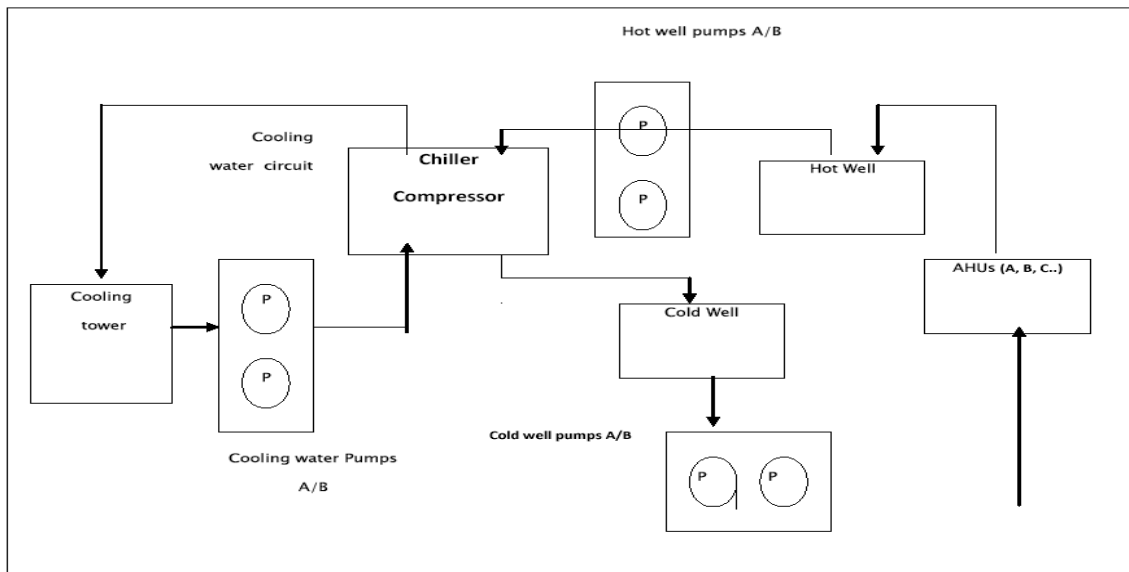 Hot well pumps A/B
P
P
Cooling
water circuit
Chiller
Compressor
Hot Well
AHUs (A, B, C..)
Cooling
tower
P
P
Cold Well
Cold well pumps A/B
P P
Cooling water Pumps
A/B